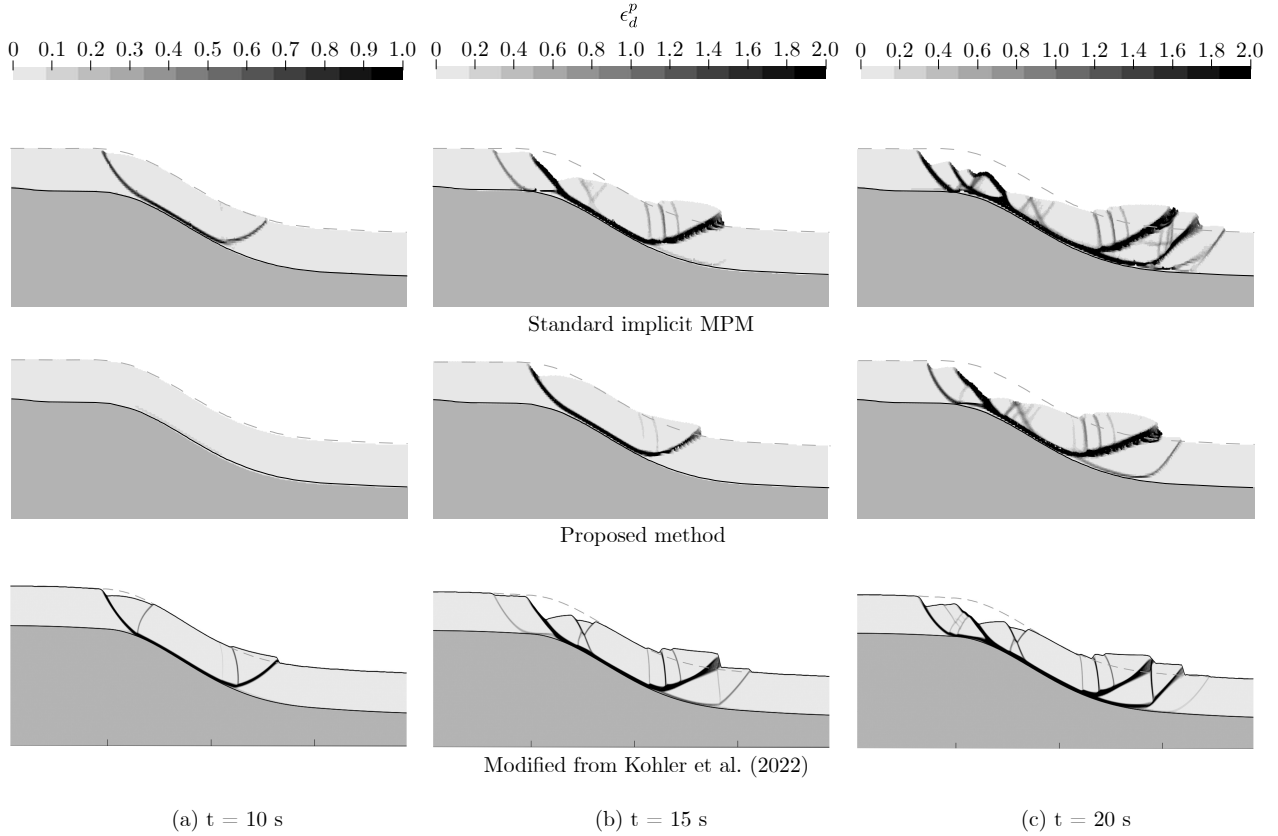 ϵ_d^p
0 0.1 0.2 0.3 0.4 0.5 0.6 0.7 0.8 0.9 1.0
0 0.2 0.4 0.6 0.8 1.0 1.2 1.4 1.6 1.8 2.0
0 0.2 0.4 0.6 0.8 1.0 1.2 1.4 1.6 1.8 2.0
Standard implicit MPM
Proposed method
Modified from Kohler et al. (2022)
(a) t = 10 s
(b) t = 15 s
(c) t = 20 s